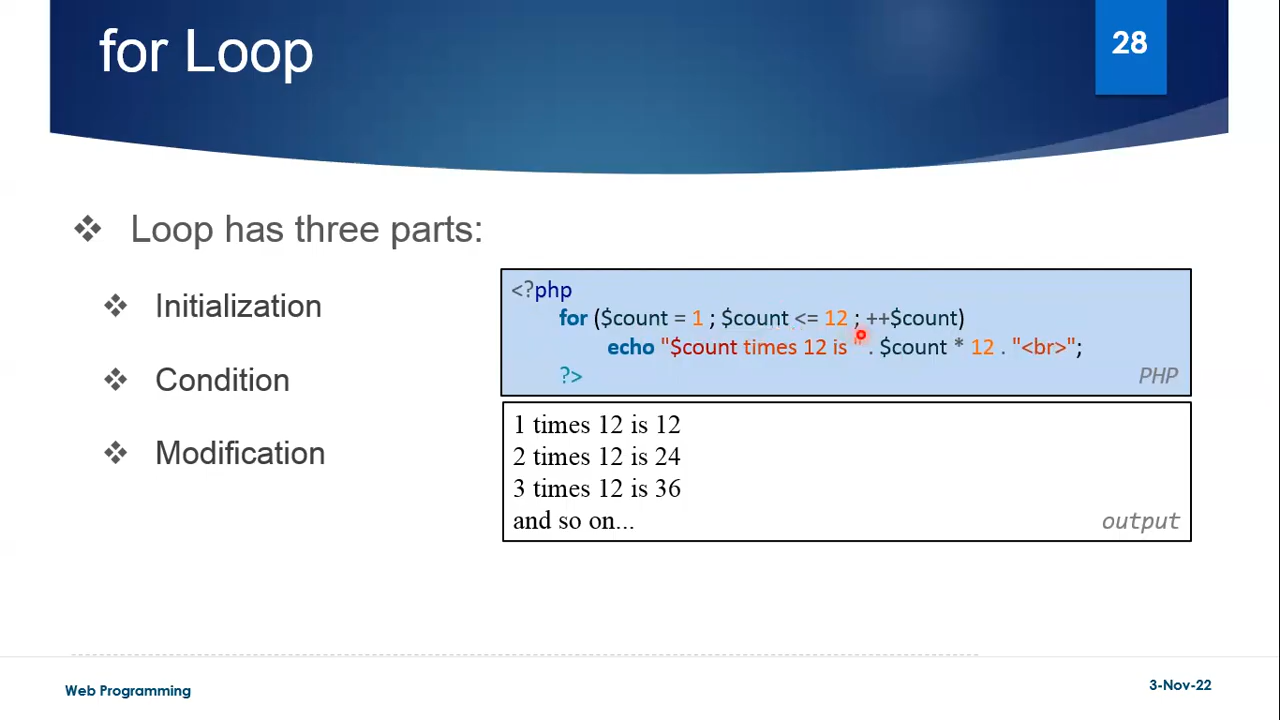 for Loop
28
Loop has three parts:
Initialization
Condition
Modification
<?php
for ($count = 1 ; $count <= 12 ; ++$count)
echo "$count times 12 is " . $count * 12 . "<br>";
?>
PHP
1 times 12 is 12
2 times 12 is 24
3 times 12 is 36
and so on...
output
Web Programming
3-Nov-22